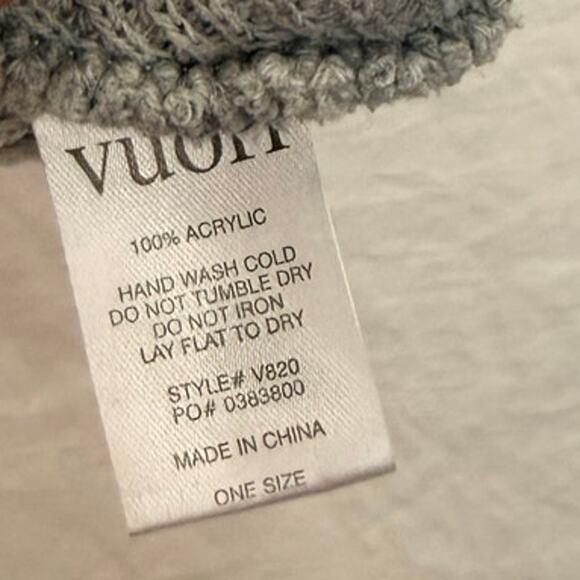 vuori
100% ACRYLIC
HAND WASH COLD
DO NOT TUMBLE DRY
DO NOT IRON
LAY FLAT TO DRY
STYLE# V820
PO# 0383800
MADE IN CHINA
ONE SIZE